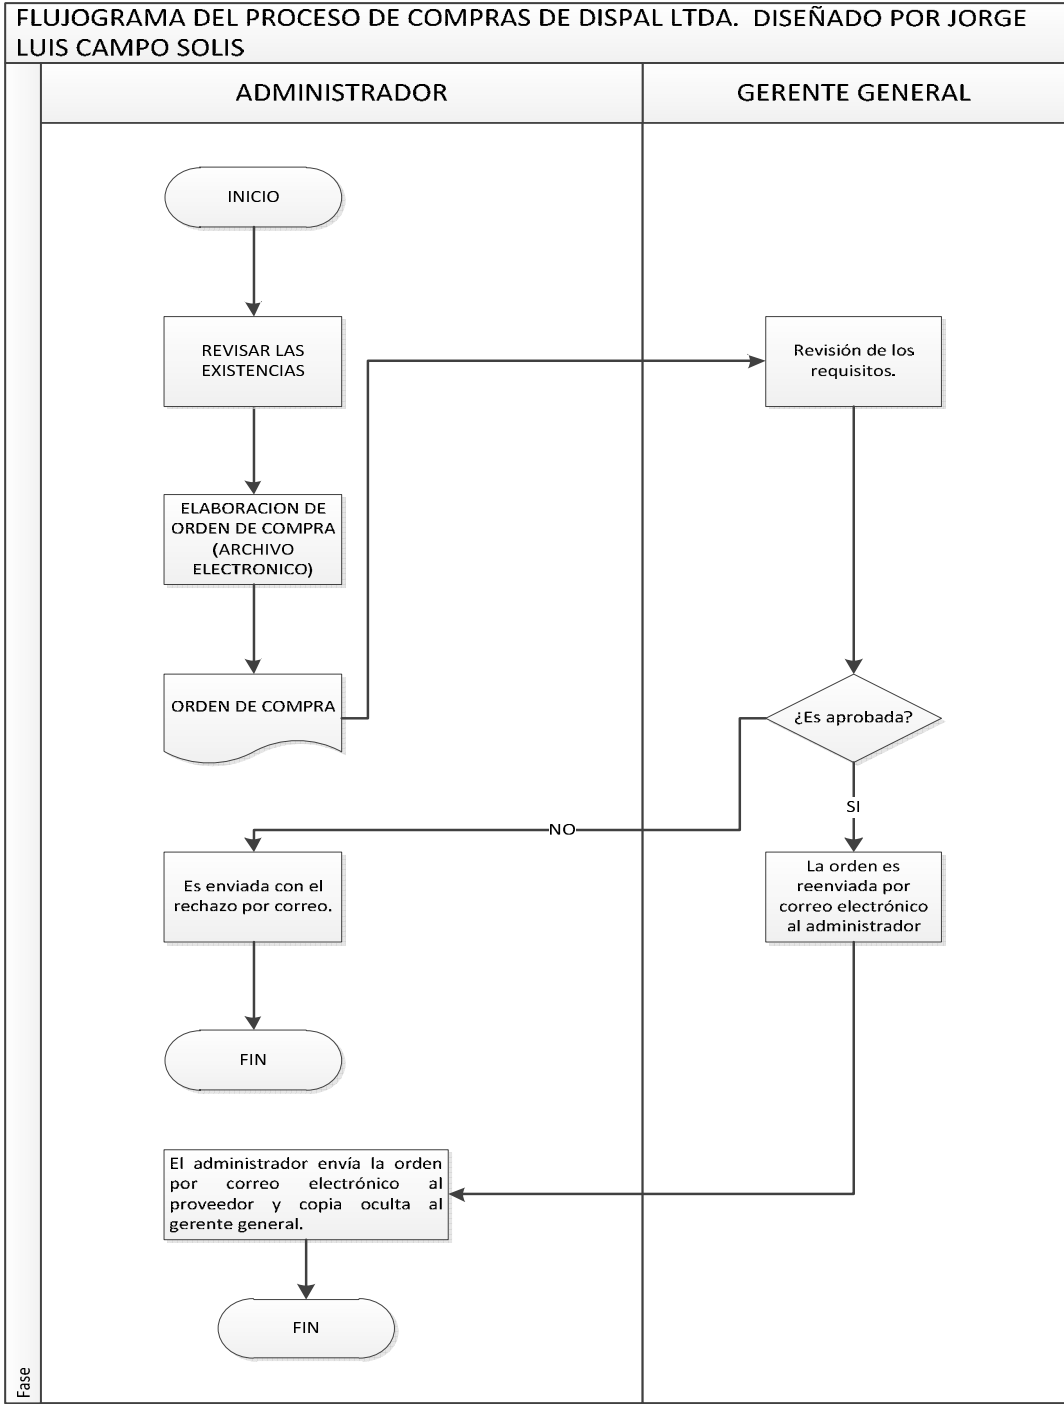 FLUJOGRAMA DEL PROCESO DE COMPRAS DE DISPAL LTDA. DISEÑADO POR JORGE
LUIS CAMPO SOLIS
ADMINISTRADOR
GERENTE GENERAL
INICIO
REVISAR LAS
EXISTENCIAS
Revisión de los
requisitos.
ELABORACION DE
ORDEN DE COMPRA
(ARCHIVO
ELECTRONICO)
ORDEN DE COMPRA
¿Es aprobada?
SI
NO
Es enviada con el
rechazo por correo.
La orden es
reenviada por
correo electrónico
al administrador
FIN
El administrador envía la orden
por correo electrónico al
proveedor y copia oculta al
gerente general.
FIN
Fase